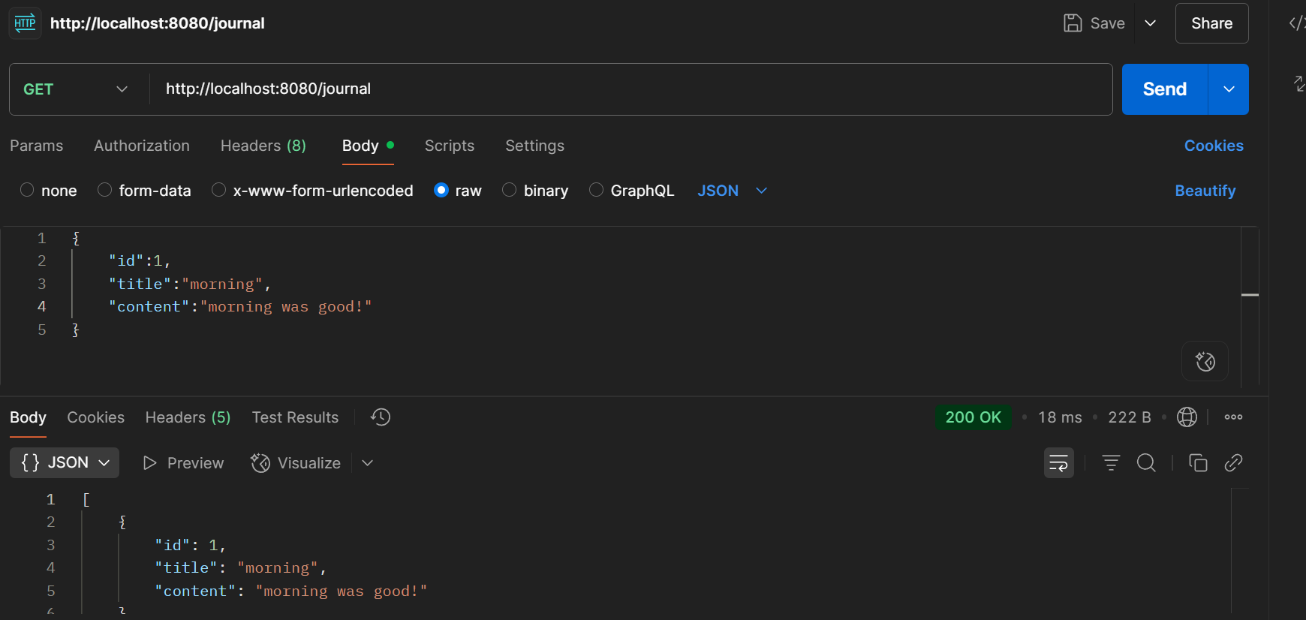 HTTP http://localhost:8080/journal Save Share
GET http://localhost:8080/journal Send
Params Authorization Headers (8) Body Scripts Settings Cookies
none form-data x-www-form-urlencoded raw binary GraphQL JSON Beautify
1 {
2 "id":1,
3 "title":"morning",
4 "content":"morning was good!"
5 }
Body Cookies Headers (5) Test Results 200 OK • 18 ms • 222 B •
{} JSON Preview Visualize
1 [
2 {
3 "id": 1,
4 "title": "morning",
5 "content": "morning was good!"
6 }